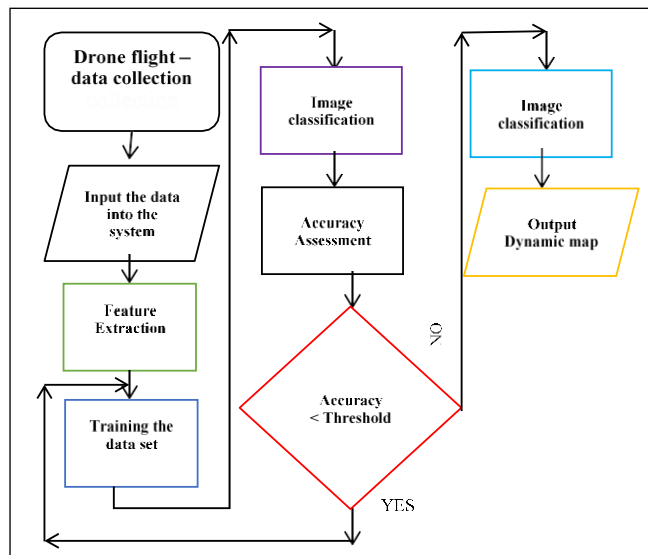 Drone flight –
data collection
Input the data
into the
system
Feature
Extraction
Training the
data set
Image
classification
Accuracy
Assessment
Accuracy
< Threshold
YES
NO
Image
classification
Output
Dynamic map